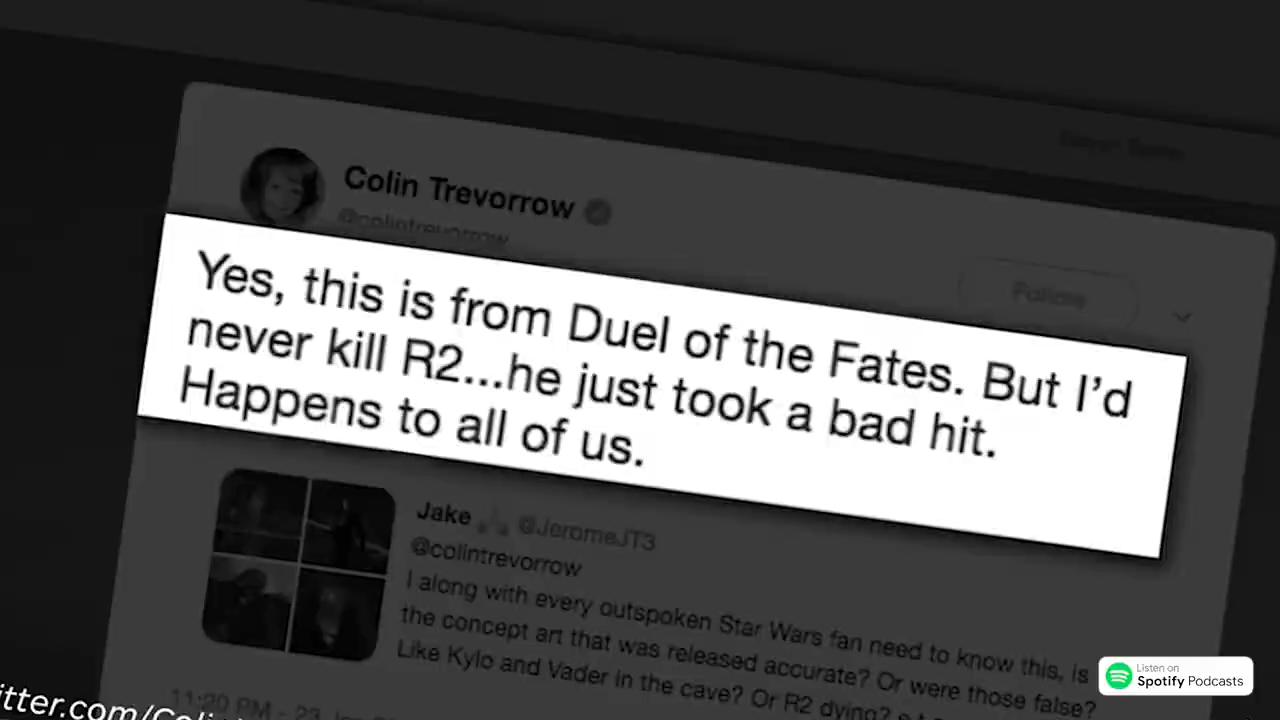 Colin Trevorrow
@colintrevorrow
Follow
Yes, this is from Duel of the Fates. But I'd
never kill R2...he just took a bad hit.
Happens to all of us.
Jake @JeromeJT3
@colintrevorrow
I along with every outspoken Star Wars fan need to know this, is
the concept art that was released accurate? Or were those false?
Like Kylo and Vader in the cave? Or R2 dying?
11:20 PM - 23
itter.com/Coli
Listen on
Spotify Podcasts